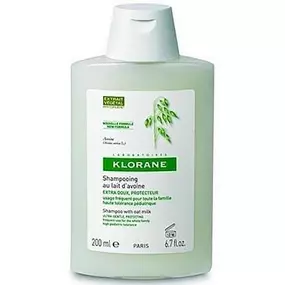 EXTRAIT
VÉGÉTAL
NOUVELLE FORMULE
NEW FORMULA
Avoine
LABORATOIRES
KLORANE
Shampooing
au lait d'avoine
EXTRA DOUX, PROTECTEUR
usage fréquent pour toute la famille
haute tolérance pédiatrique
Shampoo with oat milk
ULTRA-GENTLE, PROTECTING
frequent use for the whole family
high paediatric tolerance
200 ml ℮
PARIS
6.7 fl.oz.